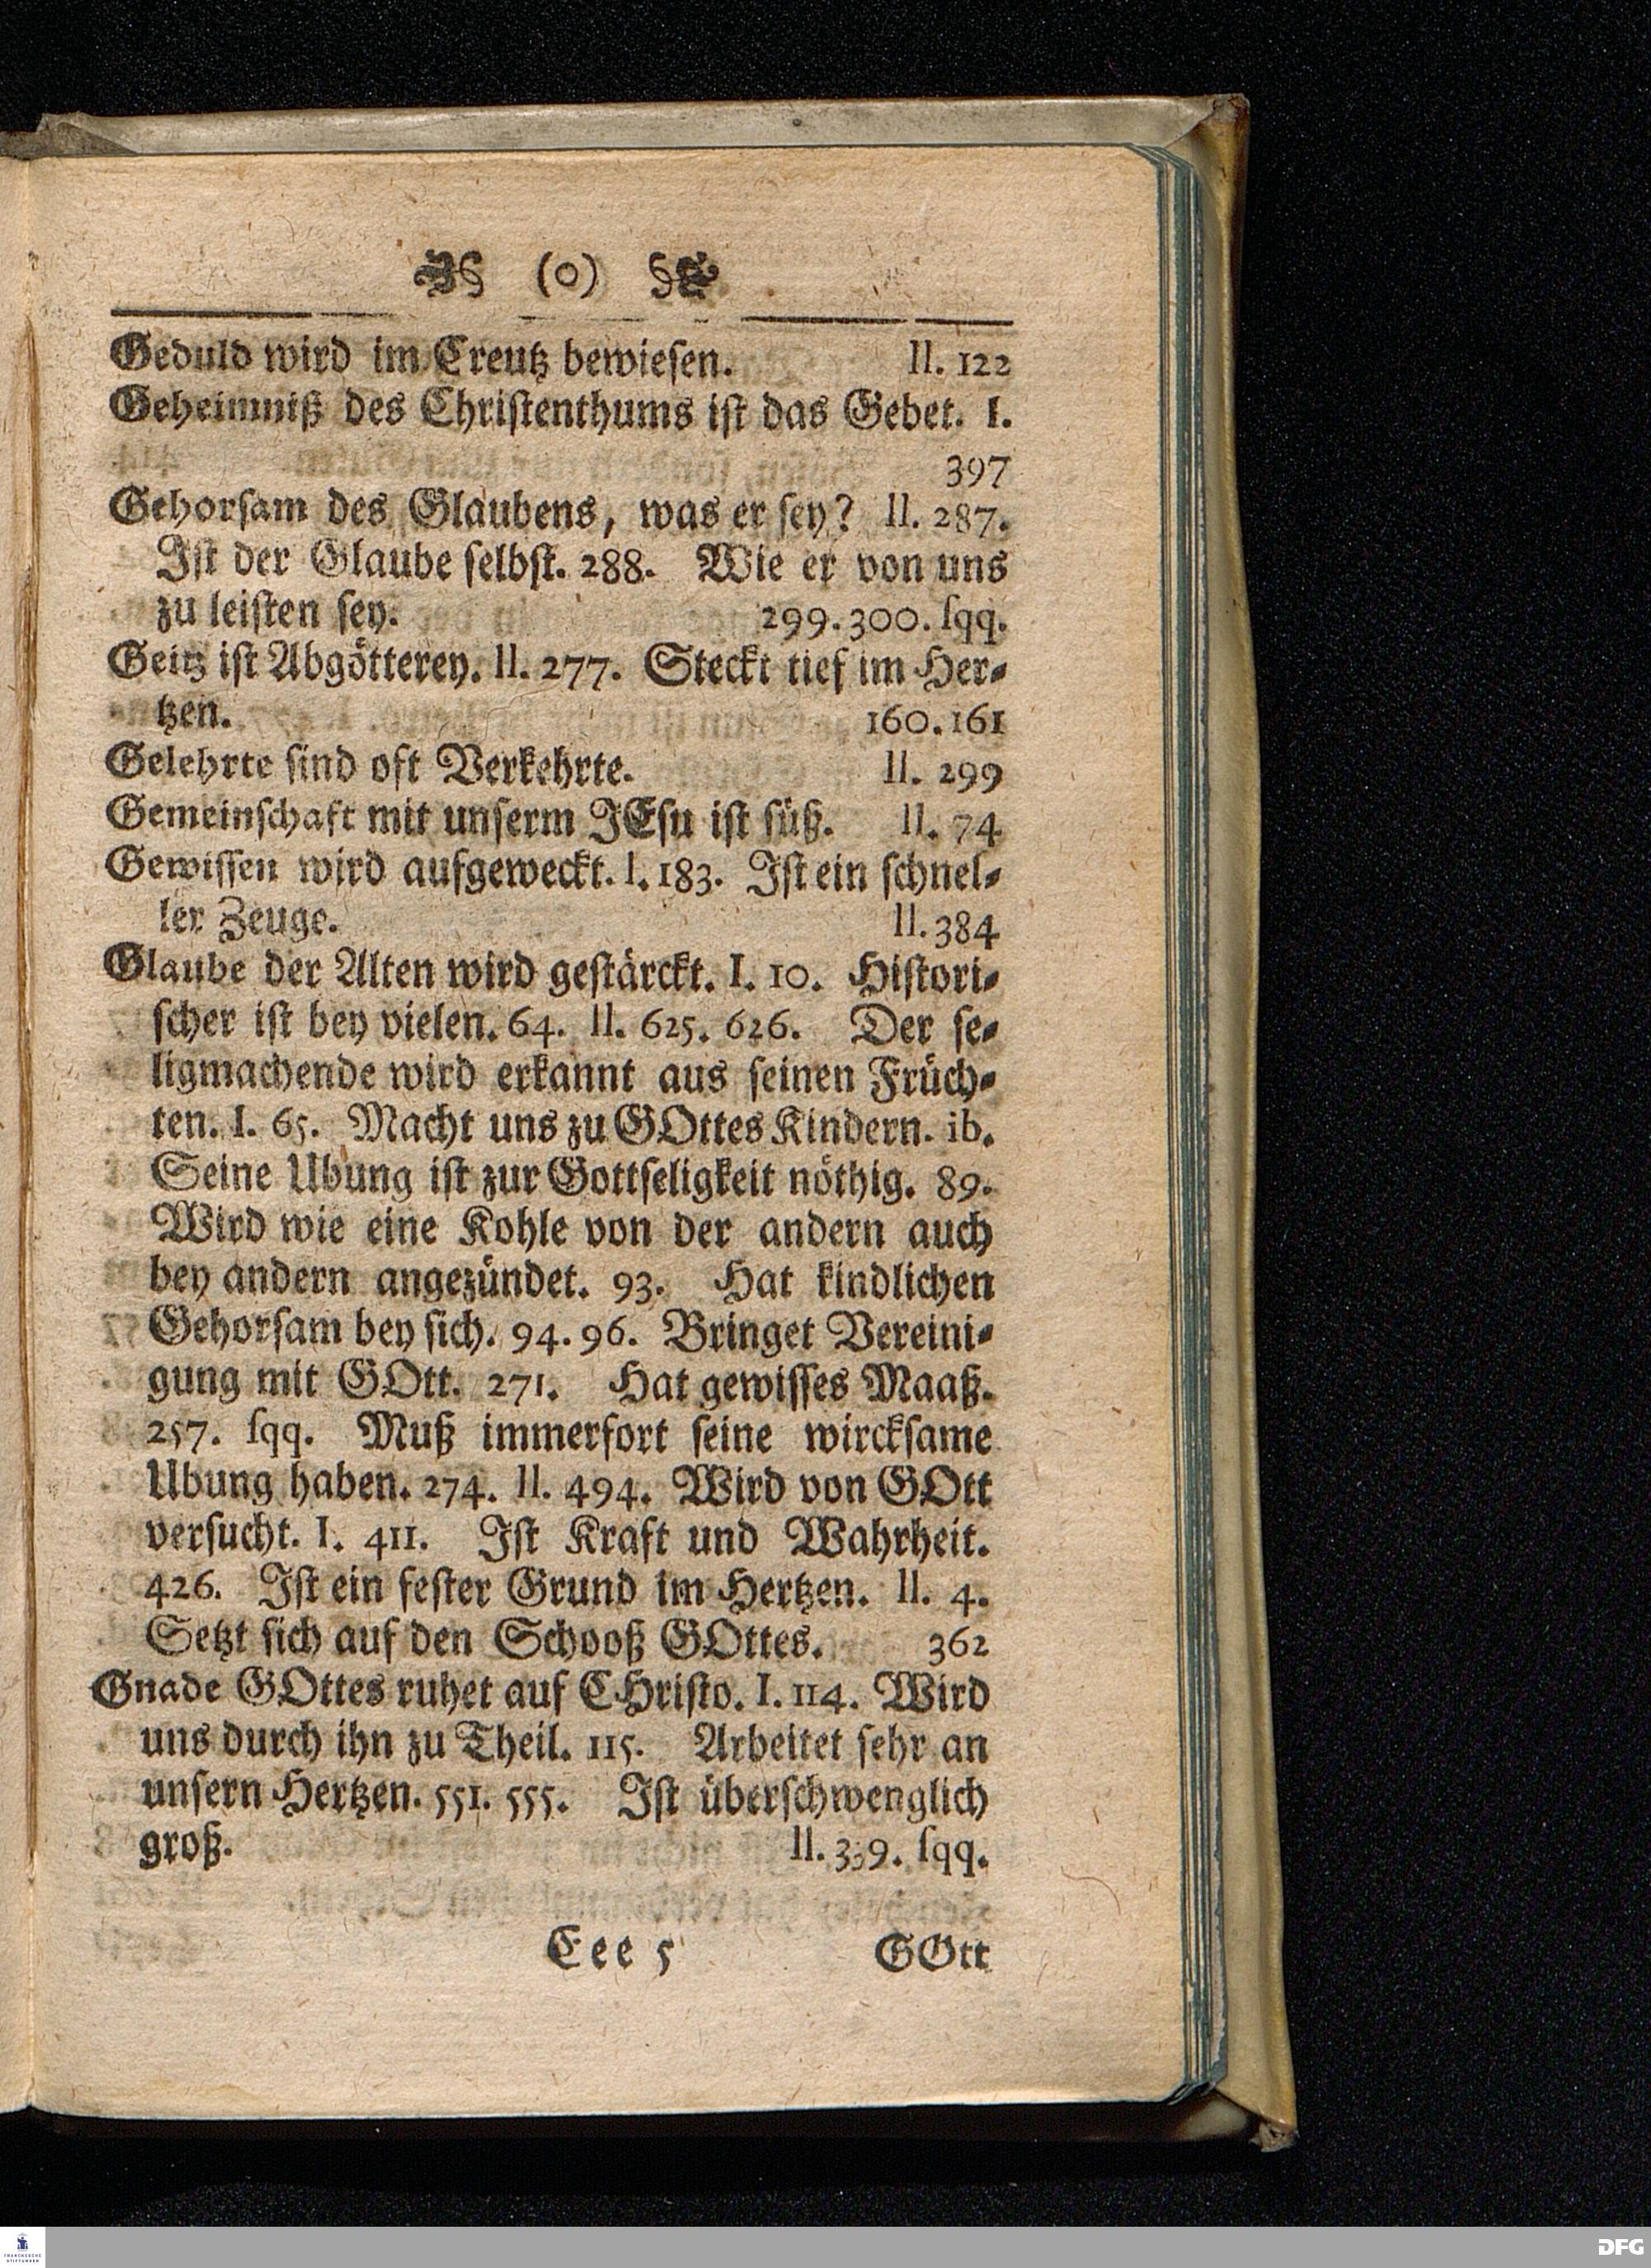 § (o) §
Geduld wird im Creutz bewiesen. II. 122
Geheimniß des Christenthums ist das Gebet. I.
397
Gehorsam des Glaubens, was er sey? II. 287.
Ist der Glaube selbst. 288. Wie er von uns
zu leisten sey. 299. 300. sqq.
Geitz ist Abgötterey. II. 277. Steckt tief im Her-
tzen. 160. 161
Gelehrte sind oft Verkehrte. II. 299
Gemeinschaft mit unserm JEsu ist süß. II. 74
Gewissen wird aufgeweckt. I. 183. Ist ein schnel-
ler Zeuge. II. 384
Glaube der Alten wird gestärckt. I. 10. Histori-
scher ist bey vielen. 64. II. 625. 626. Der se-
ligmachende wird erkannt aus seinen Früch-
ten. I. 65. Macht uns zu GOttes Kindern. ib.
Seine Ubung ist zur Gottseligkeit nöthig. 89.
Wird wie eine Kohle von der andern auch
bey andern angezündet. 93. Hat kindlichen
Gehorsam bey sich. 94. 96. Bringet Vereini-
gung mit GOtt. 271. Hat gewisses Maaß.
257. sqq. Muß immerfort seine wircksame
Ubung haben. 274. II. 494. Wird von GOtt
versucht. I. 411. Ist Kraft und Wahrheit.
426. Ist ein fester Grund im Hertzen. II. 4.
Setzt sich auf den Schooß GOttes. 362
Gnade GOttes ruhet auf CHristo. I. 114. Wird
uns durch ihn zu Theil. 115. Arbeitet sehr an
unsern Hertzen. 551. 555. Ist überschwenglich
groß. II. sqq.
Eee 5 GOtt
FRANCKESCHE
STIFTUNGEN
DFG